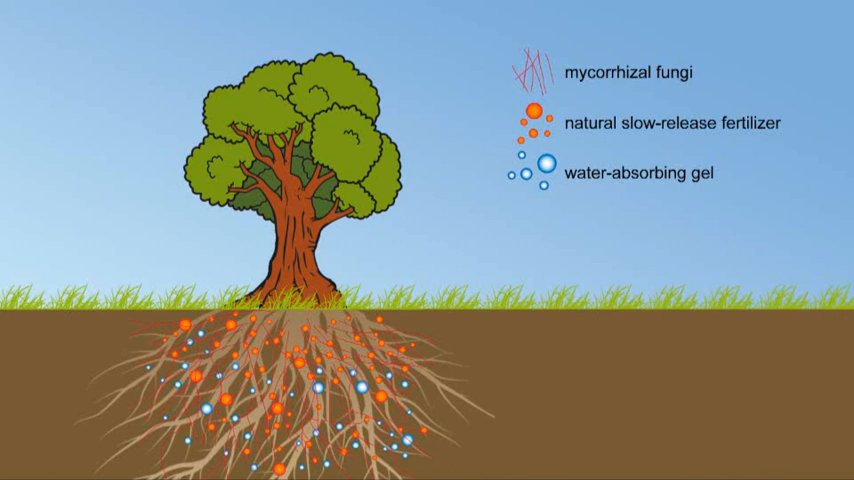 mycorrhizal fungi
natural slow-release fertilizer
water-absorbing gel